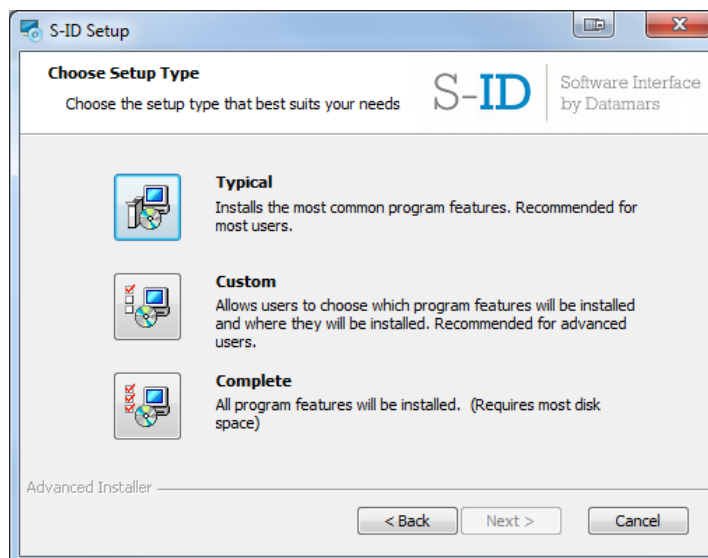 S-ID Setup
Choose Setup Type
Choose the setup type that best suits your needs
S-ID
Software Interface
by Datamars
Typical
Installs the most common program features. Recommended for
most users.
Custom
Allows users to choose which program features will be installed
and where they will be installed. Recommended for advanced
users.
Complete
All program features will be installed.  (Requires most disk
space)
Advanced Installer
< Back
Next >
Cancel